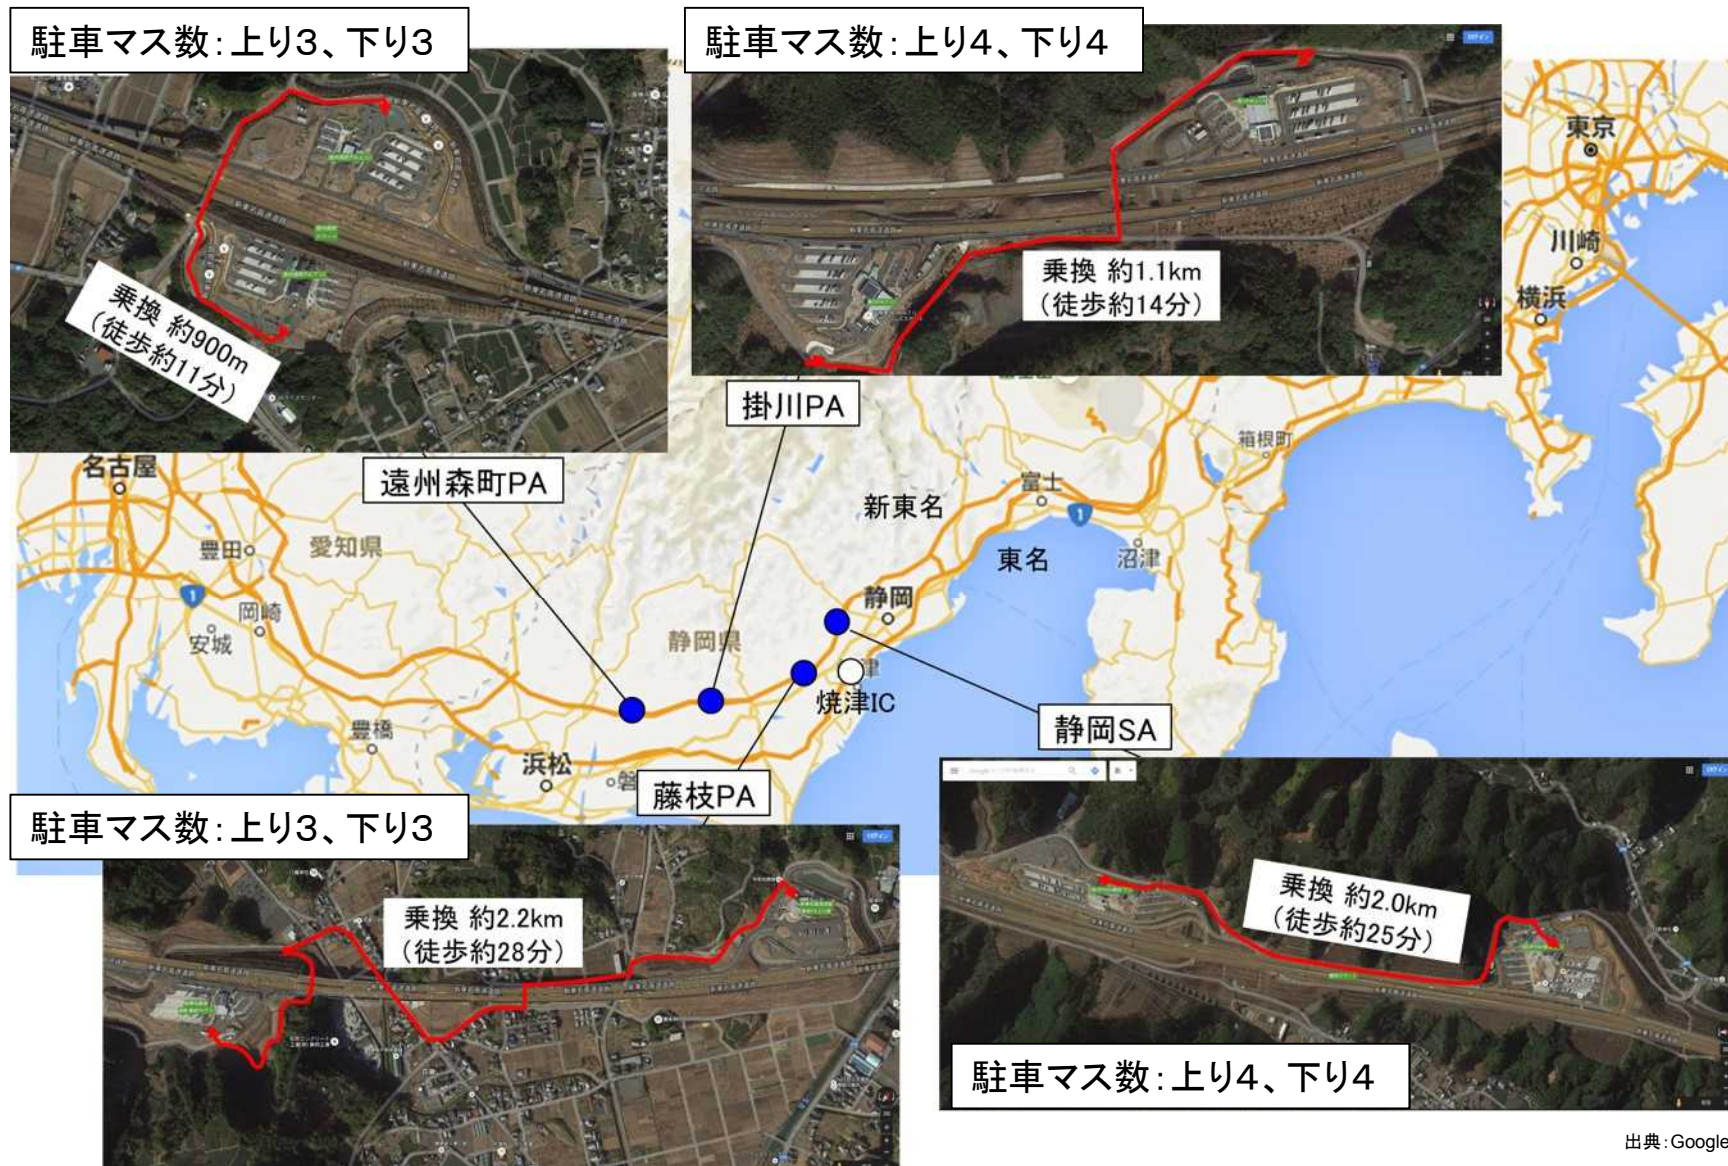 駐車マス数：上り3、下り3
駐車マス数：上り4、下り4
乗換 約900m
（徒歩約11分）
乗換 約1.1km
（徒歩約14分）
東京
川崎
横浜
掛川PA
遠州森町PA
名古屋
箱根町
富士
新東名
1
東名
沼津
豊田
愛知県
1
岡崎
安城
静岡
静岡県
津
焼津IC
豊橋
静岡SA
浜松
藤枝PA
駐車マス数：上り3、下り3
乗換 約2.2km
（徒歩約28分）
乗換 約2.0km
（徒歩約25分）
駐車マス数：上り4、下り4
出典：Google